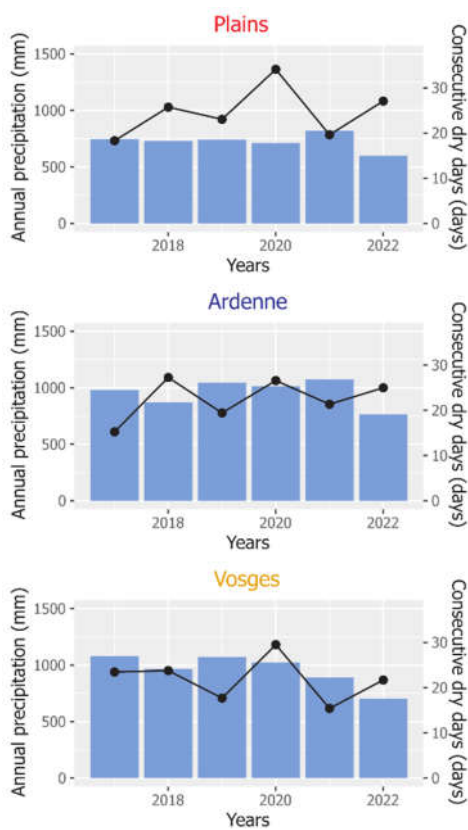 Plains
Annual precipitation (mm)
1500
1000
500
0
30
20
10
0
Consecutive dry days (days)
2018 2020 2022
Years
Ardenne
Annual precipitation (mm)
1500
1000
500
0
30
20
10
0
Consecutive dry days (days)
2018 2020 2022
Years
Vosges
Annual precipitation (mm)
1500
1000
500
0
30
20
10
0
Consecutive dry days (days)
2018 2020 2022
Years